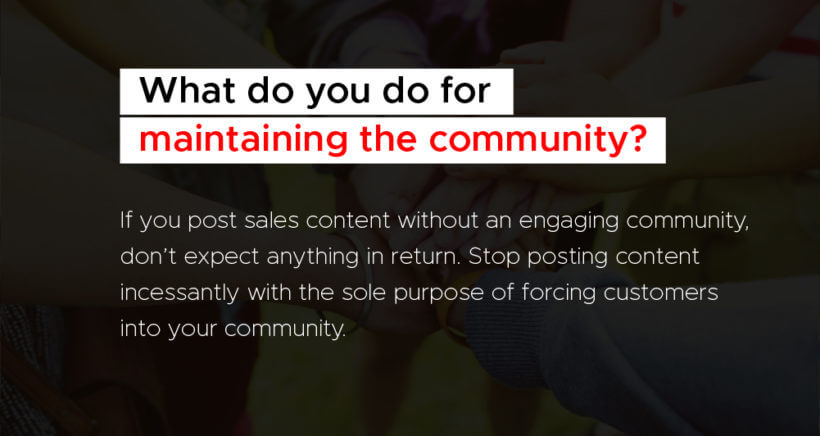 What do you do for
maintaining the community?
If you post sales content without an engaging community,
don't expect anything in return. Stop posting content
incessantly with the sole purpose of forcing customers
into your community.